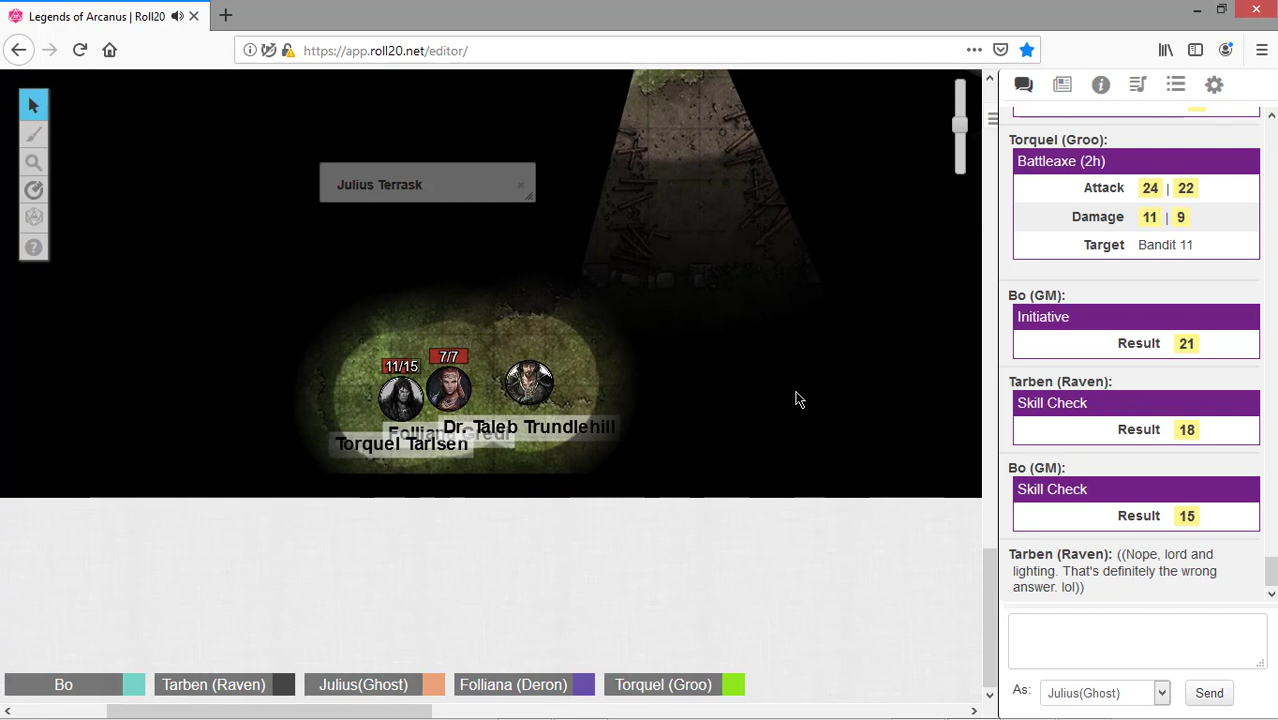 Legends of Arcanus | Roll20
https://app.roll20.net/editor/
Julius Terrask
11/15
7/7
Dr. Taleb Trundlehill
Folliana Gredr
Torquel Tarlsen
Torquel (Groo):
Battleaxe (2h)
Attack 24 | 22
Damage 11 | 9
Target Bandit 11
Bo (GM):
Initiative
Result 21
Tarben (Raven):
Skill Check
Result 18
Bo (GM):
Skill Check
Result 15
Tarben (Raven): ((Nope, lord and
lighting. That's definitely the wrong
answer. lol))
As: Julius(Ghost) Send
Bo
Tarben (Raven)
Julius(Ghost)
Folliana (Deron)
Torquel (Groo)